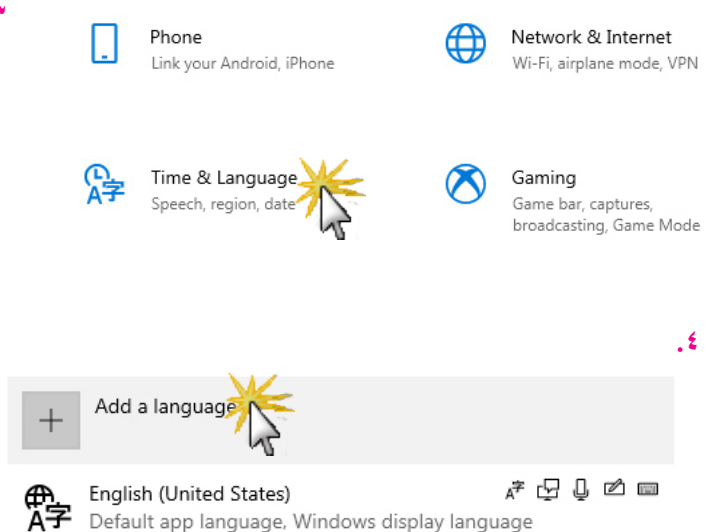 Phone
Link your Android, iPhone
Network & Internet
Wi-Fi, airplane mode, VPN
Time & Language
Speech, region, date
Gaming
Game bar, captures,
broadcasting, Game Mode
٤.
Add a language
English (United States)
Default app language, Windows display language